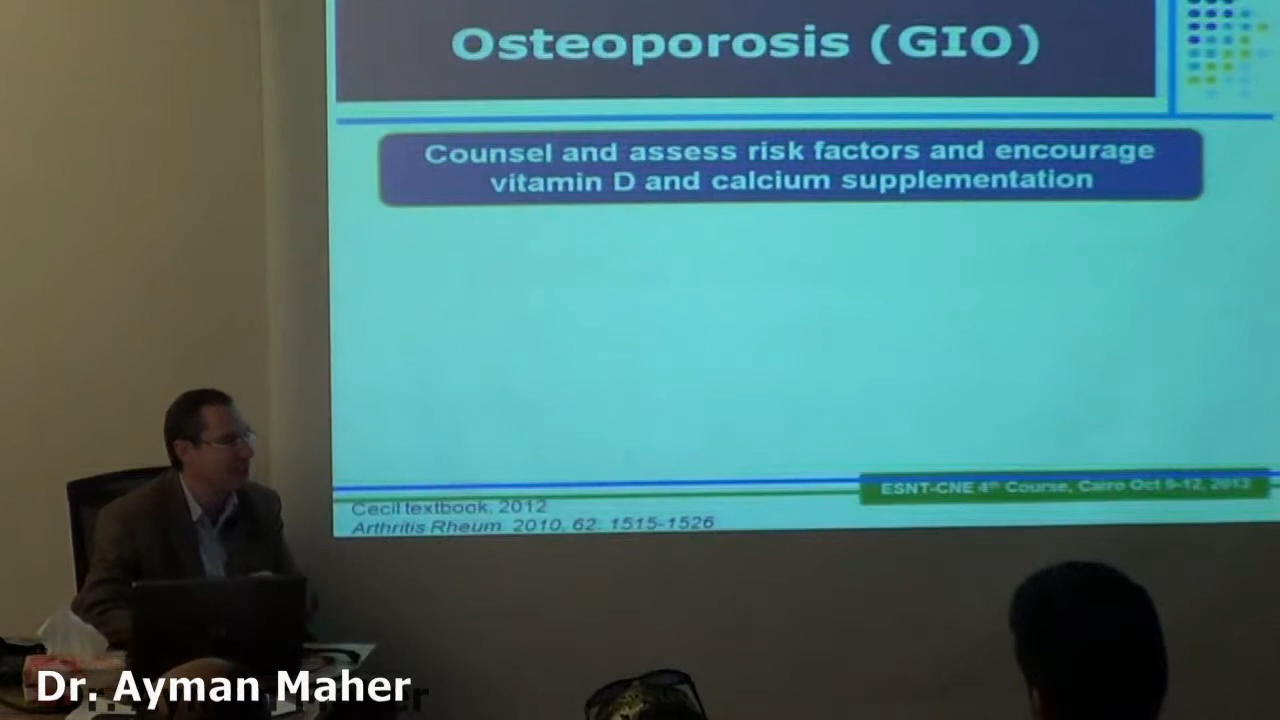 Osteoporosis (GIO)
Counsel and assess risk factors and encourage
vitamin D and calcium supplementation
ESNT-CNE 4th Course, Cairo Oct 9-12, 2013
Cecil textbook, 2012
Arthritis Rheum. 2010, 62: 1515-1526
Dr. Ayman Maher